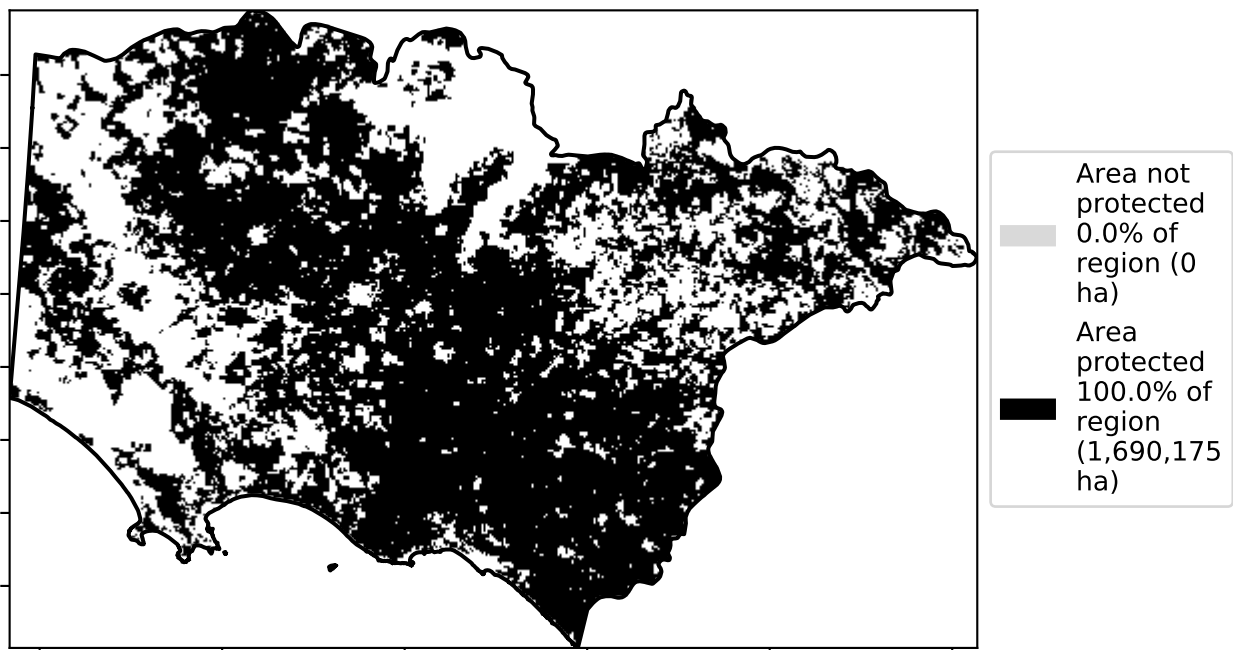 Area not
protected
0.0% of
region (0
ha)
Area
protected
100.0% of
region
(1,690,175
ha)